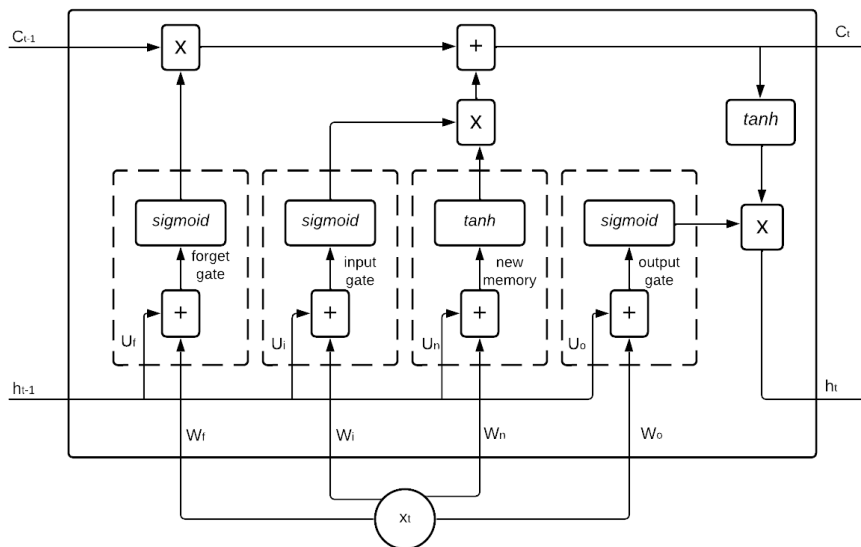 Ct-1
Ct
X
+
X
tanh
X
sigmoid
sigmoid
tanh
sigmoid
forget
gate
input
gate
new
memory
output
gate
+
+
+
+
Uf
Ui
Un
Uo
ht-1
ht
Wf
Wi
Wn
Wo
xt